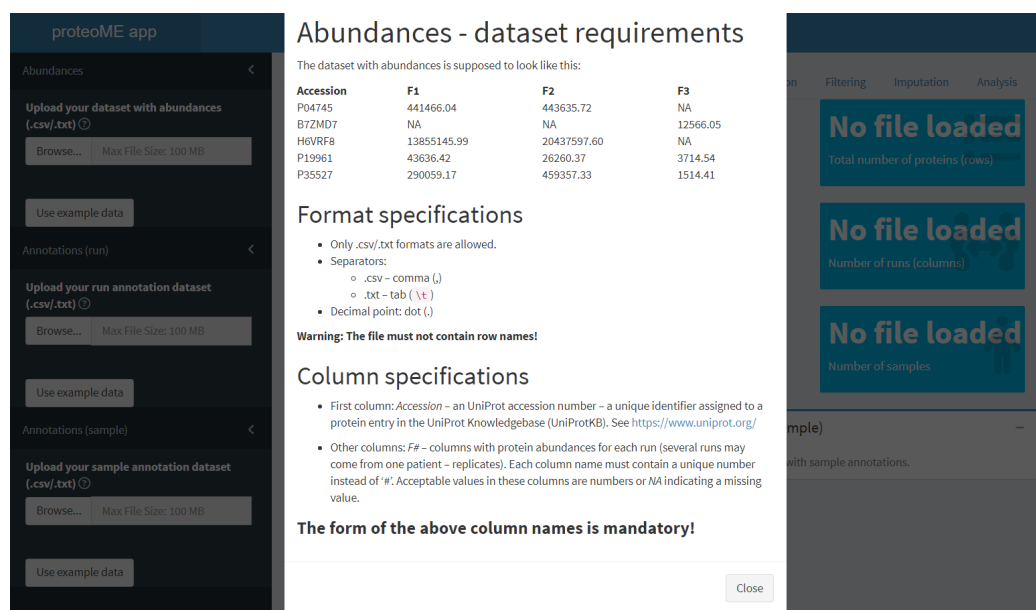 proteoME app
Abundances
Upload your dataset with abundances
(.csv/.txt) ?
Browse... Max File Size: 100 MB
Use example data
Annotations (run)
Upload your run annotation dataset
(.csv/.txt) ?
Browse... Max File Size: 100 MB
Use example data
Annotations (sample)
Upload your sample annotation dataset
(.csv/.txt) ?
Browse... Max File Size: 100 MB
Use example data
Abundances - dataset requirements
The dataset with abundances is supposed to look like this:
Accession F1 F2 F3
P04745 441466.04 443635.72 NA
B7ZMD7 NA NA 12566.05
H6VRF8 13855145.99 20437597.60 NA
P19961 43636.42 26260.37 3714.54
P35527 290059.17 459357.33 1514.41
Format specifications
• Only .csv/.txt formats are allowed.
• Separators:
◦ .csv – comma (,)
◦ .txt – tab ( \t )
• Decimal point: dot (.)
Warning: The file must not contain row names!
Column specifications
• First column: Accession – an UniProt accession number – a unique identifier assigned to a
protein entry in the UniProt Knowledgebase (UniProtKB). See https://www.uniprot.org/
• Other columns: F# – columns with protein abundances for each run (several runs may
come from one patient – replicates). Each column name must contain a unique number
instead of ‘#’. Acceptable values in these columns are numbers or NA indicating a missing
value.
The form of the above column names is mandatory!
Close
on Filtering Imputation Analysis
No file loaded
Total number of proteins (rows)
No file loaded
Number of runs (columns)
No file loaded
Number of samples
mple)
with sample annotations.